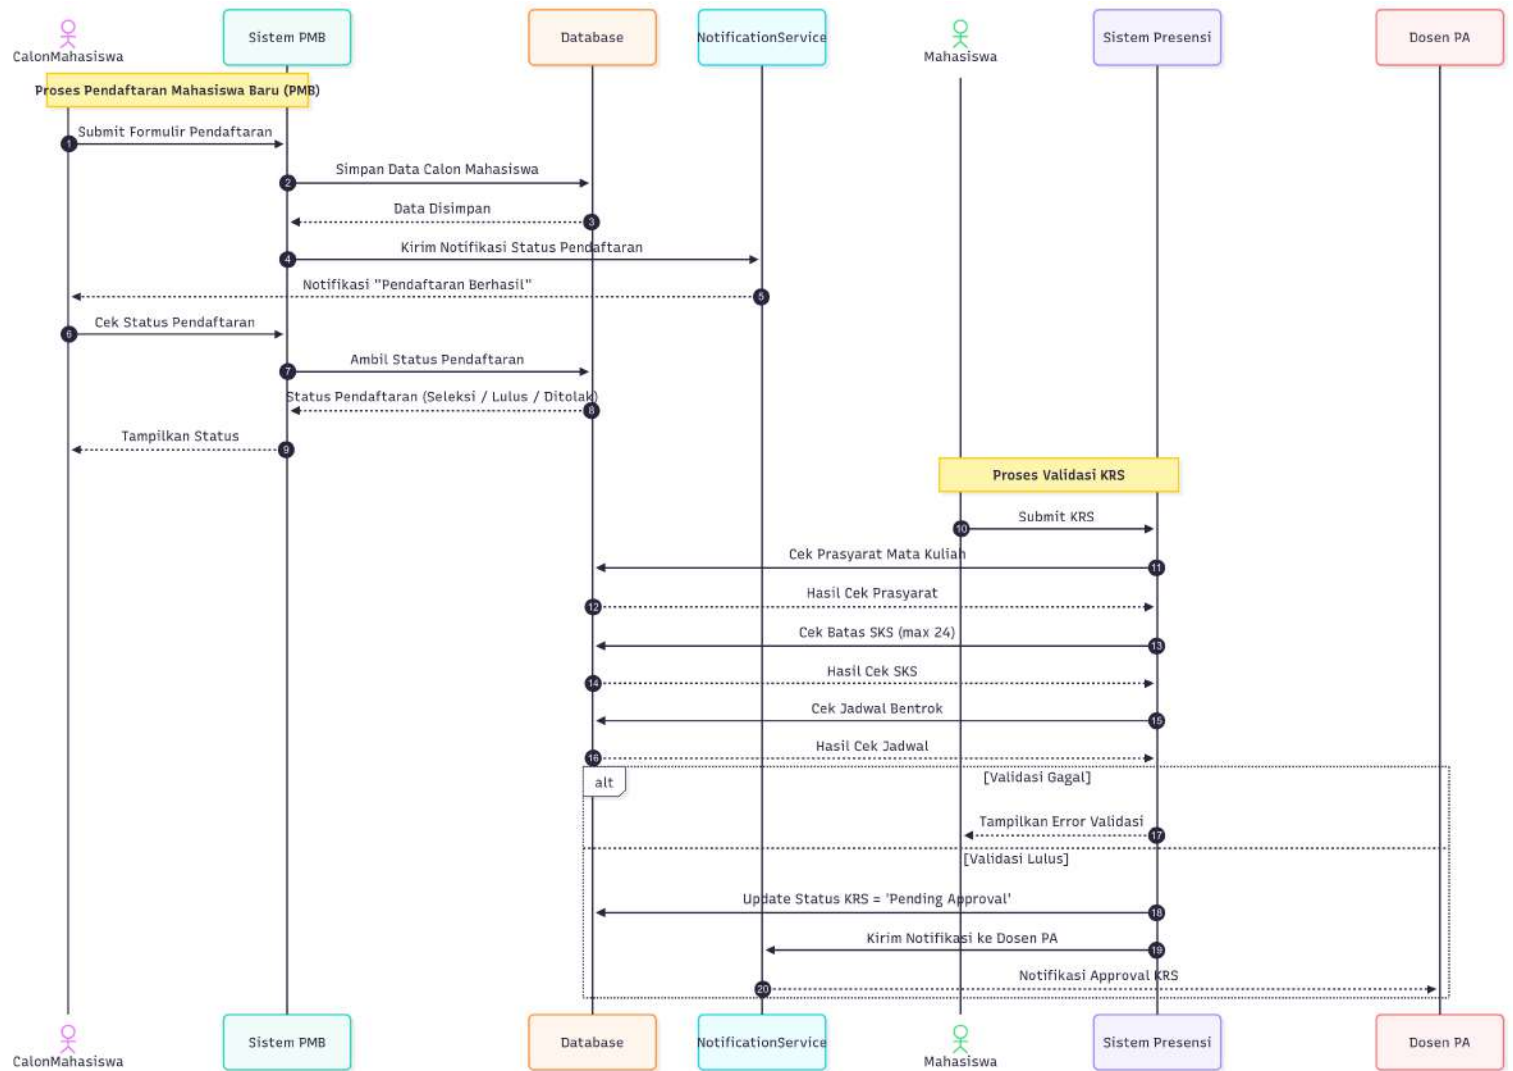 CalonMahasiswa
Sistem PMB
Database
NotificationService
Mahasiswa
Sistem Presensi
Dosen PA
Proses Pendaftaran Mahasiswa Baru (PMB)
1
Submit Formulir Pendaftaran
2
Simpan Data Calon Mahasiswa
3
Data Disimpan
4
Kirim Notifikasi Status Pendaftaran
5
Notifikasi "Pendaftaran Berhasil"
6
Cek Status Pendaftaran
7
Ambil Status Pendaftaran
8
Status Pendaftaran (Seleksi / Lulus / Ditolak)
9
Tampilkan Status
Proses Validasi KRS
10
Submit KRS
11
Cek Prasyarat Mata Kuliah
12
Hasil Cek Prasyarat
13
Cek Batas SKS (max 24)
14
Hasil Cek SKS
15
Cek Jadwal Bentrok
16
Hasil Cek Jadwal
alt
[Validasi Gagal]
17
Tampilkan Error Validasi
[Validasi Lulus]
18
Update Status KRS = 'Pending Approval'
19
Kirim Notifikasi ke Dosen PA
20
Notifikasi Approval KRS
CalonMahasiswa
Sistem PMB
Database
NotificationService
Mahasiswa
Sistem Presensi
Dosen PA